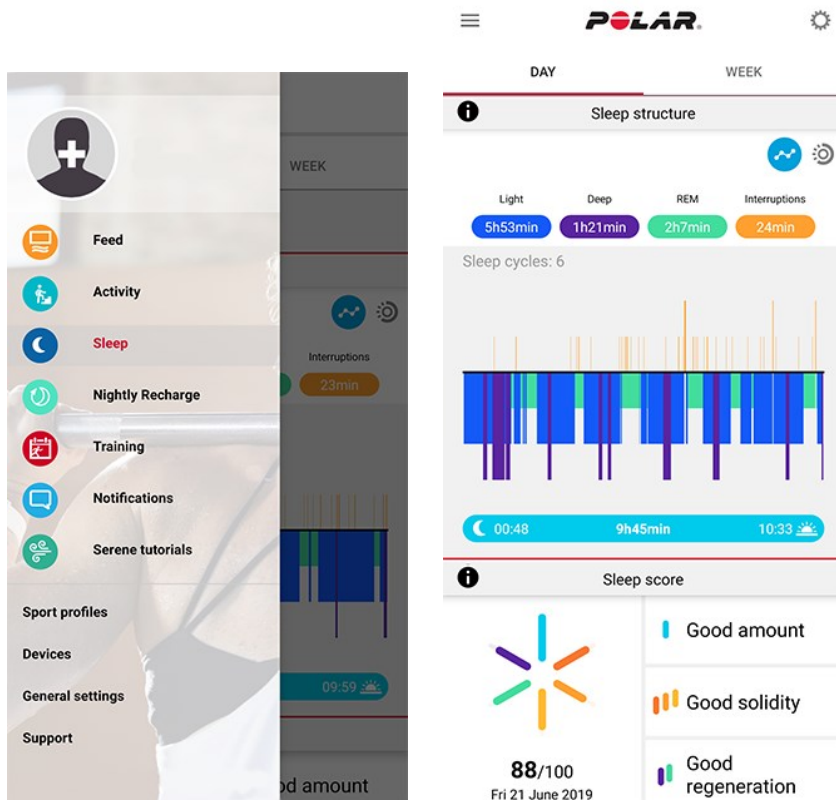 WEEK
Feed
Activity
Sleep
Interruptions
23min
Nightly Recharge
Training
Notifications
Serene tutorials
Sport profiles
Devices
General settings
09:59
Support
od amount
POLAR
DAY WEEK
Sleep structure
Light Deep REM Interruptions
5h53min 1h21min 2h7min 24min
Sleep cycles: 6
00:48 9h45min 10:33
Sleep score
Good amount
Good solidity
88/100
Fri 21 June 2019
Good
regeneration